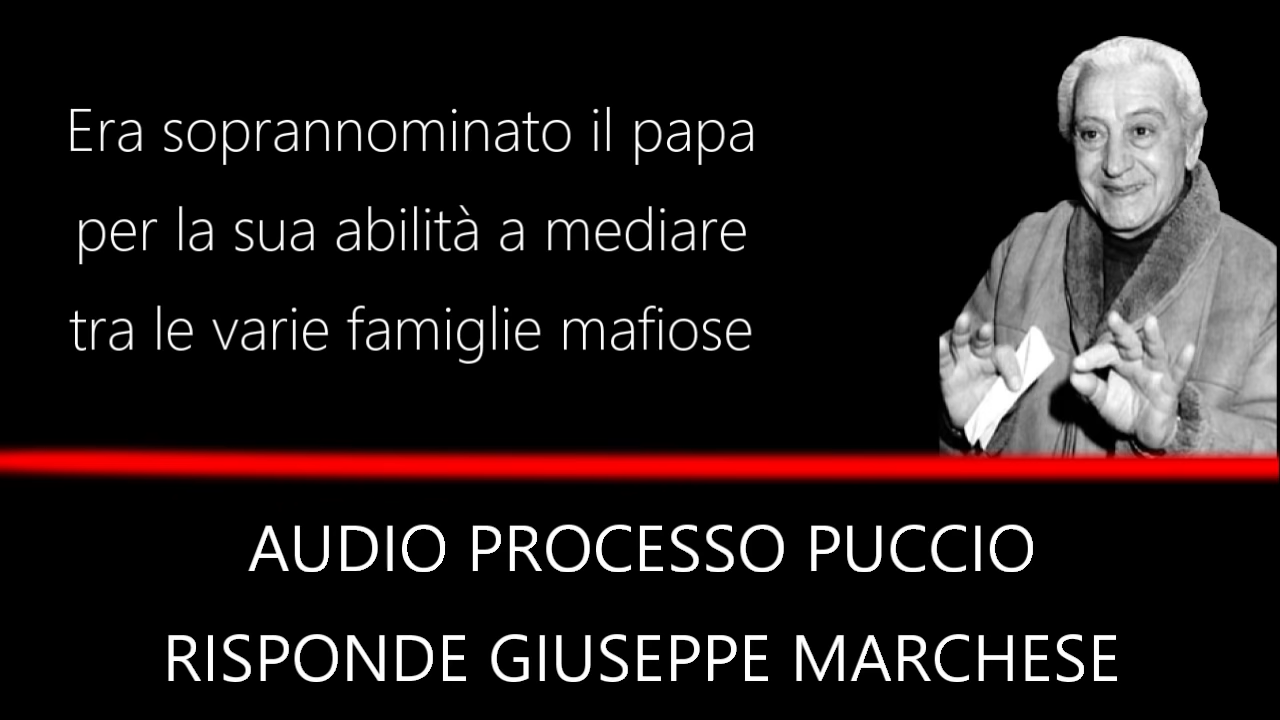 Era soprannominato il papa
per la sua abilità a mediare
tra le varie famiglie mafiose
AUDIO PROCESSO PUCCIO
RISPONDE GIUSEPPE MARCHESE